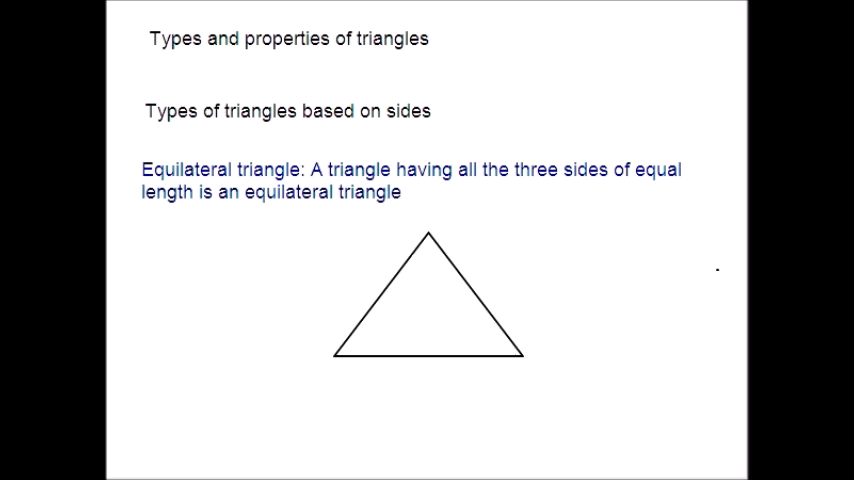 Types and properties of triangles
Types of triangles based on sides
Equilateral triangle: A triangle having all the three sides of equal
length is an equilateral triangle